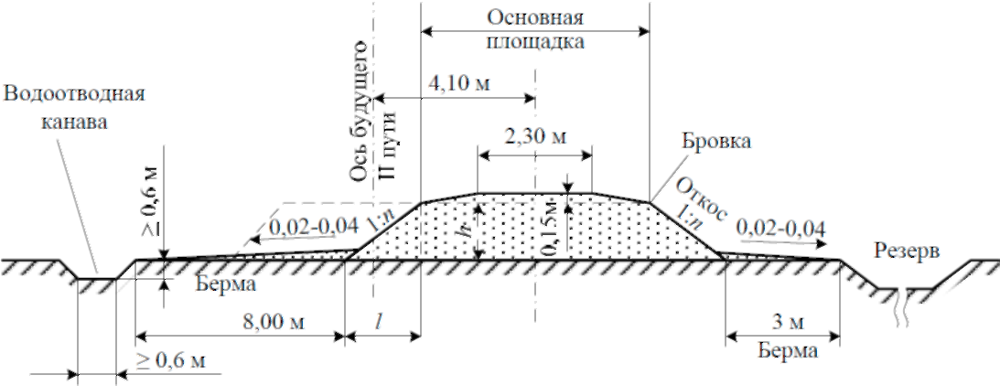 Основная
площадка
Ось будущего
II пути
4,10 м
Водоотводная
канава
2,30 м
Бровка
≥ 0,6 м
Откос
1:n
1:n
0,02-0,04
h
0,15м
0,02-0,04
Резерв
Берма
8,00 м
l
3 м
Берма
≥ 0,6 м